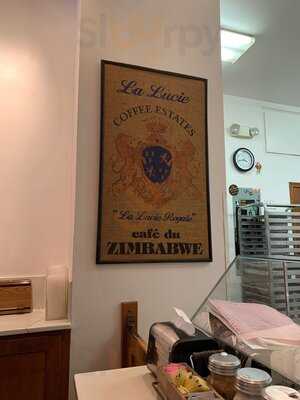 La Lucie
COFFEE ESTATES
"La Lucie Royale"
café du
ZIMBABWE